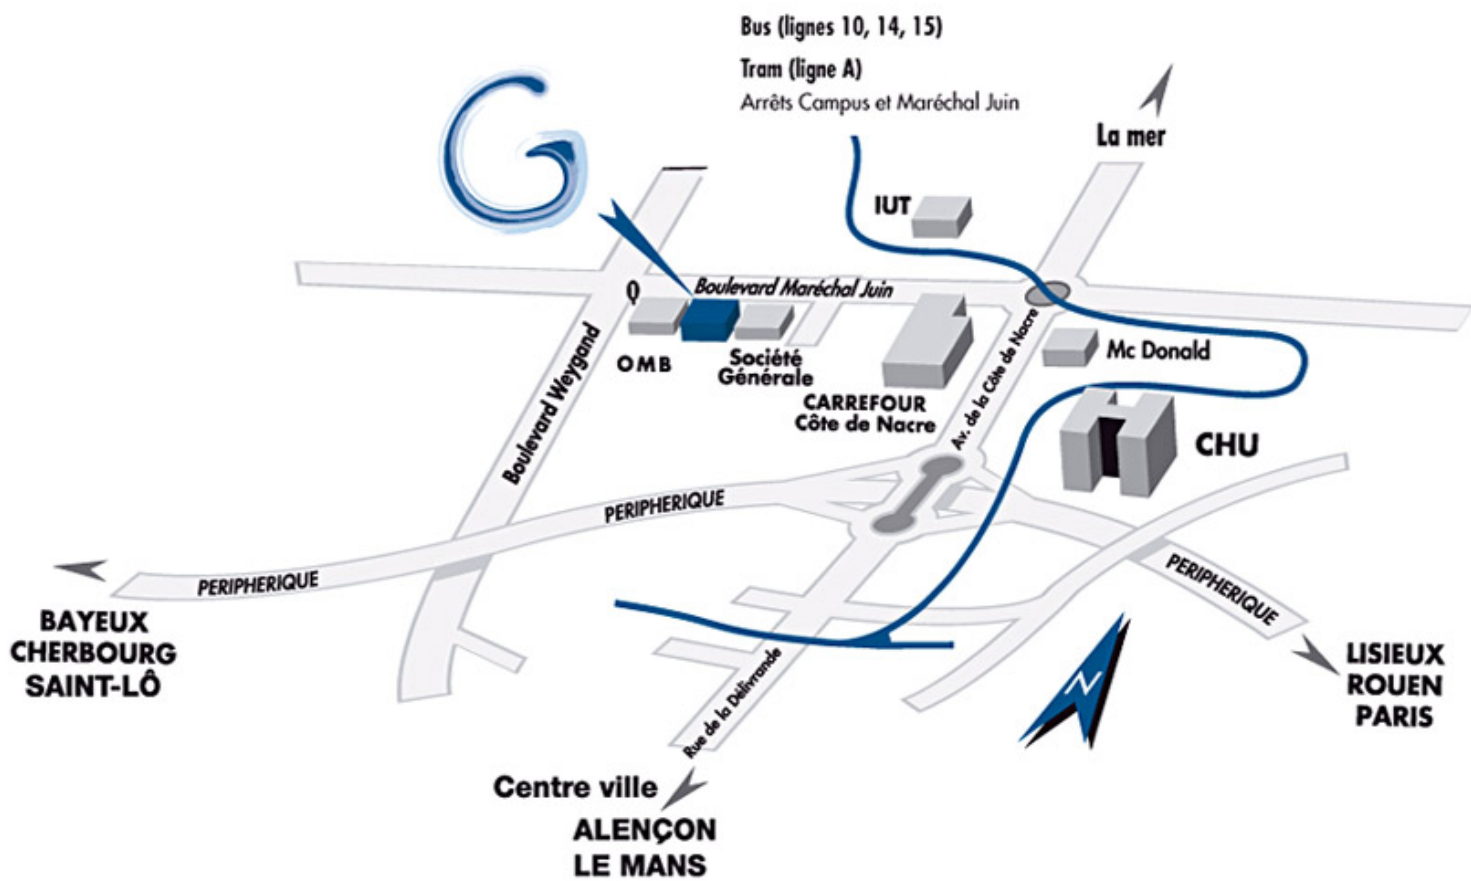 Bus (lignes 10, 14, 15)
Tram (ligne A)
Arrêts Campus et Maréchal Juin
La mer
G
IUT
Boulevard Maréchal Juin
OMB
Société
Générale
CARREFOUR
Côte de Nacre
Av. de la Côte de Nacre
Mc Donald
CHU
Boulevard Weygand
PERIPHERIQUE
PERIPHERIQUE
PERIPHERIQUE
BAYEUX
CHERBOURG
SAINT-LÔ
LISIEUX
ROUEN
PARIS
N
Rue de la Délivrande
Centre ville
ALENÇON
LE MANS